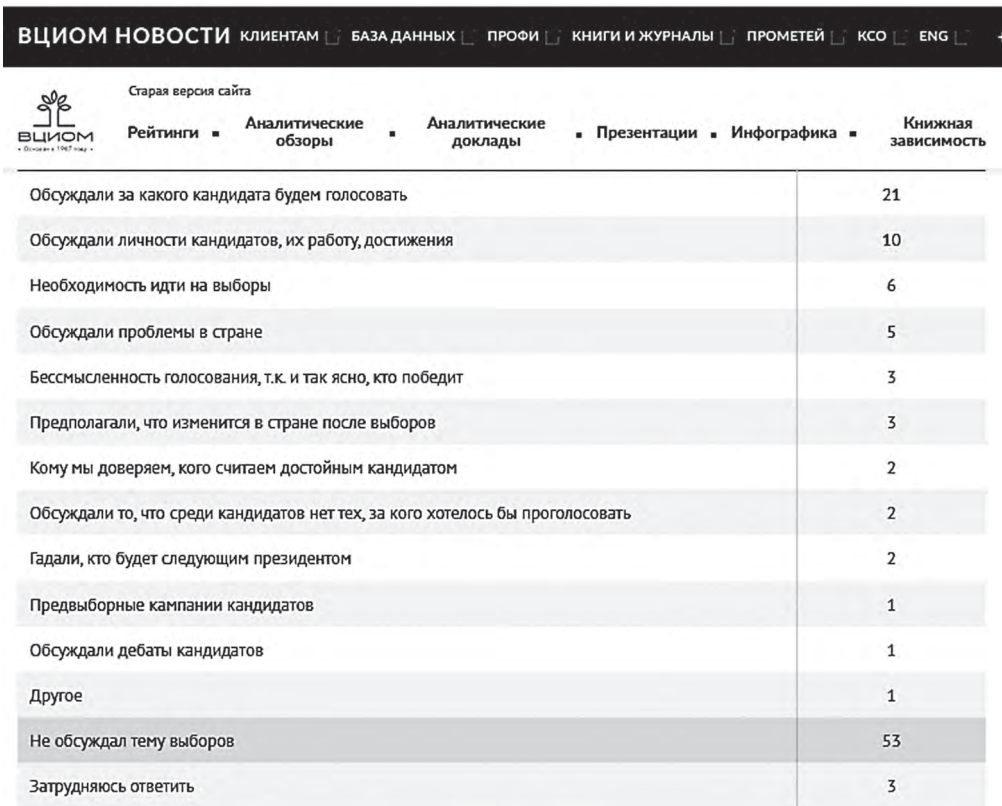 ВЦИОМ НОВОСТИ КЛИЕНТАМ БАЗА ДАННЫХ ПРОФИ КНИГИ И ЖУРНАЛЫ ПРОМЕТЕЙ КСО ENG
Старая версия сайта
ВЦИОМ
• Основан в 1987 году •
Рейтинги ▪ Аналитические обзоры ▪ Аналитические доклады ▪ Презентации ▪ Инфографика ▪ Книжная зависимость
Обсуждали за какого кандидата будем голосовать 21
Обсуждали личности кандидатов, их работу, достижения 10
Необходимость идти на выборы 6
Обсуждали проблемы в стране 5
Бессмысленность голосования, т.к. и так ясно, кто победит 3
Предполагали, что изменится в стране после выборов 3
Кому мы доверяем, кого считаем достойным кандидатом 2
Обсуждали то, что среди кандидатов нет тех, за кого хотелось бы проголосовать 2
Гадали, кто будет следующим президентом 2
Предвыборные кампании кандидатов 1
Обсуждали дебаты кандидатов 1
Другое 1
Не обсуждал тему выборов 53
Затрудняюсь ответить 3